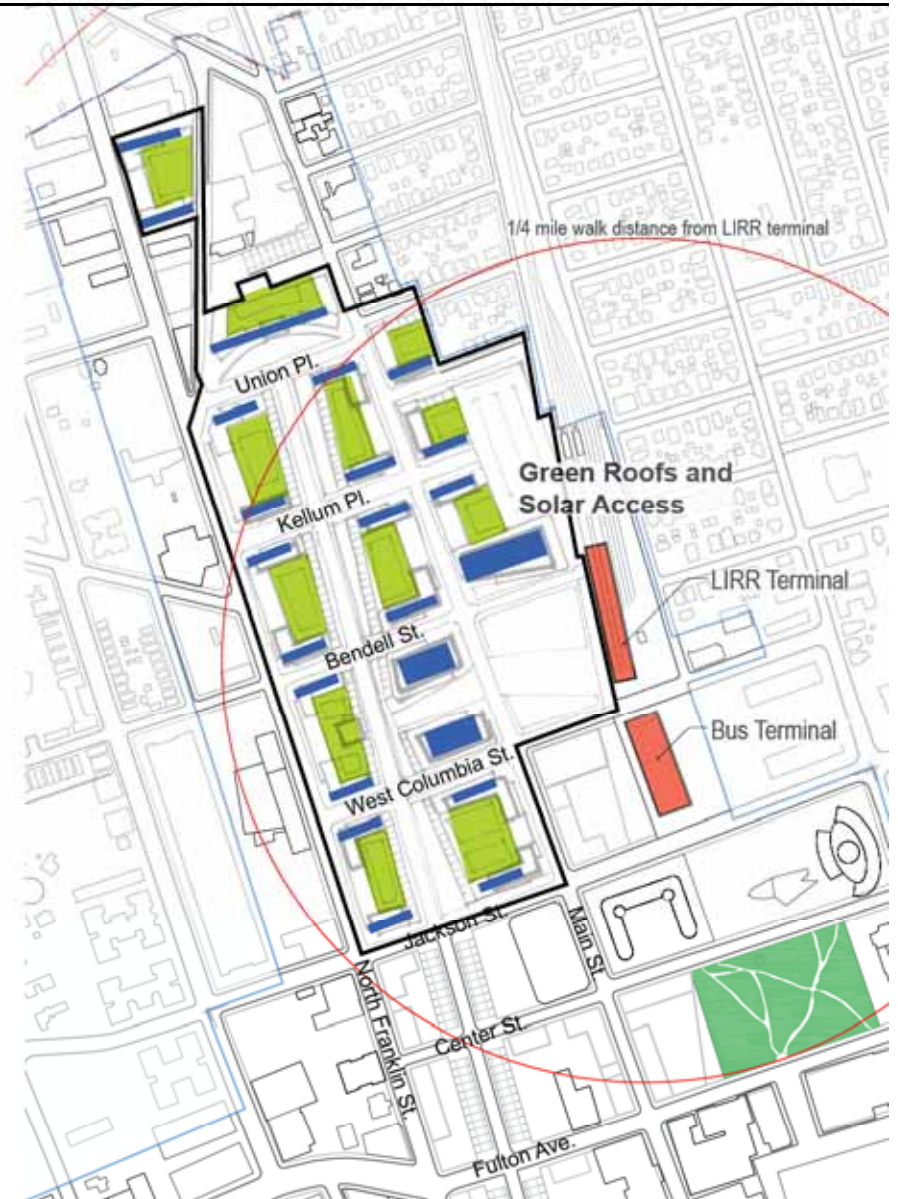 1/4 mile walk distance from LIRR terminal
Union Pl.
Green Roofs and
Solar Access
Kellum Pl.
LIRR Terminal
Bendell St.
Bus Terminal
West Columbia St.
Jackson St.
Main St.
North Franklin St.
Center St.
Fulton Ave.